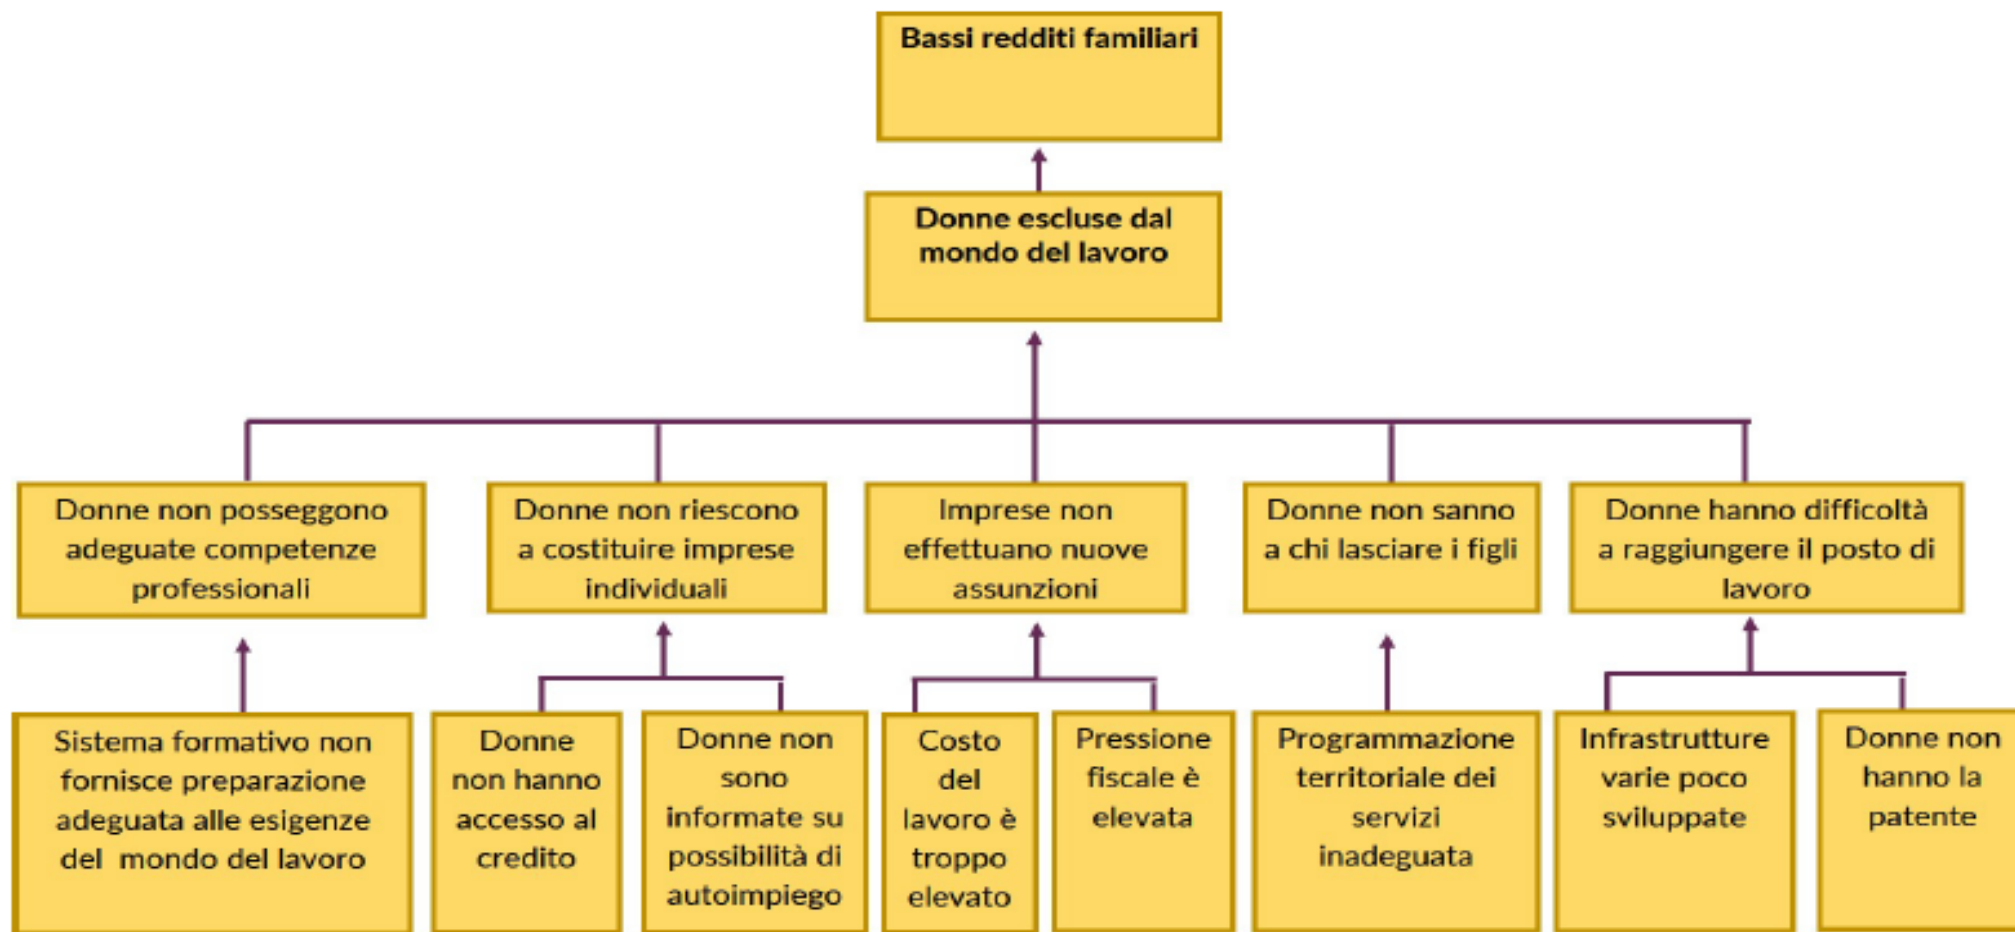 Bassi redditi familiari
Donne escluse dal
mondo del lavoro
Donne non posseggono
adeguate competenze
professionali
Donne non riescono
a costituire imprese
individuali
Imprese non
effettuano nuove
assunzioni
Donne non sanno
a chi lasciare i figli
Donne hanno difficoltà
a raggiungere il posto di
lavoro
Sistema formativo non
fornisce preparazione
adeguata alle esigenze
del mondo del lavoro
Donne
non hanno
accesso al
credito
Donne non
sono
informate su
possibilità di
autoimpiego
Costo
del
lavoro è
troppo
elevato
Pressione
fiscale è
elevata
Programmazione
territoriale dei
servizi
inadeguata
Infrastrutture
varie poco
sviluppate
Donne non
hanno la
patente